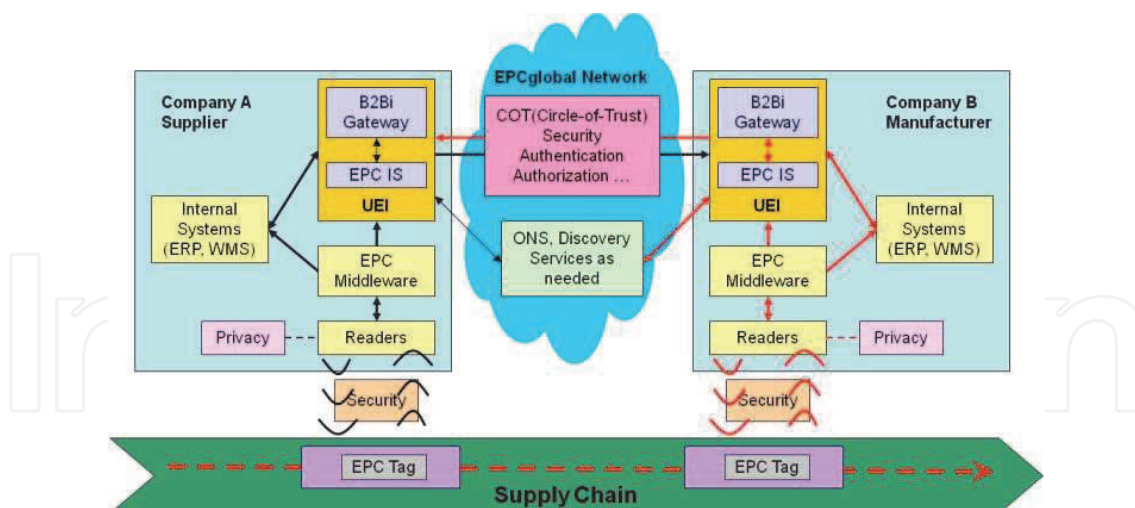 EPCglobal Network
Company A
Supplier
B2Bi
Gateway
EPC IS
UEI
Internal
Systems
(ERP, WMS)
EPC
Middleware
Privacy
Readers
Security
COT(Circle-of-Trust)
Security
Authentication
Authorization ...
ONS, Discovery
Services as
needed
B2Bi
Gateway
EPC IS
UEI
Company B
Manufacturer
Internal
Systems
(ERP, WMS)
EPC
Middleware
Readers
Privacy
Security
EPC Tag
EPC Tag
Supply Chain